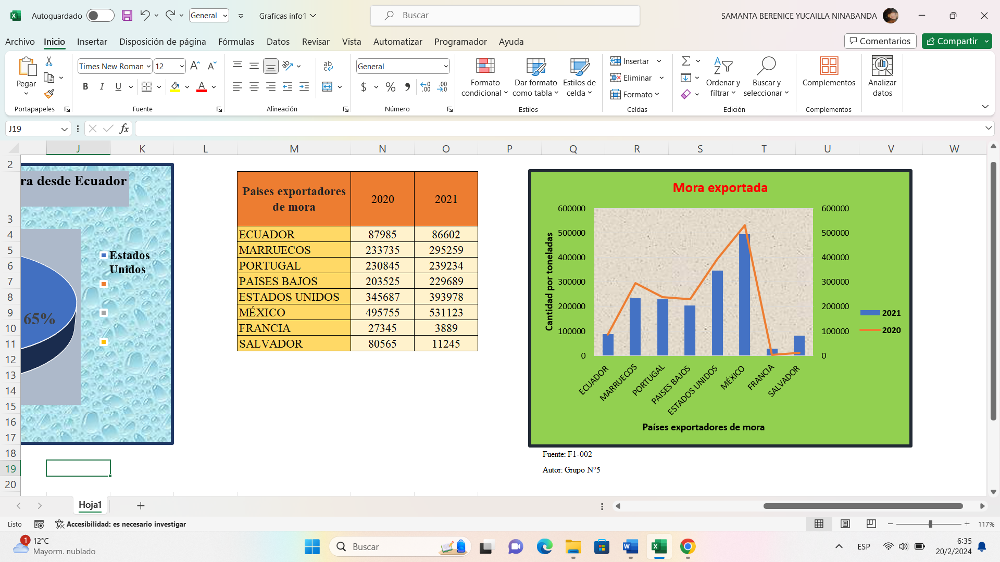 Autoguardado General Graficas info1 Buscar SAMANTA BERENICE YUCAILLA NINABANDA
Archivo Inicio Insertar Disposición de página Fórmulas Datos Revisar Vista Automatizar Programador Ayuda Comentarios Compartir
Pegar
Portapapeles
Times New Roman 12
N K S
Fuente
ab
Alineación
General
$ % 000
Número
Formato condicional
Dar formato como tabla
Estilos de celda
Estilos
Insertar
Eliminar
Formato
Celdas
Ordenar y filtrar
Buscar y seleccionar
Edición
Complementos
Complementos
Analizar datos
J19 fx
J K L M N O P Q R S T U V W
2
3
4
5
6
7
8
9
10
11
12
13
14
15
16
17
18
19
20
ra desde Ecuador
65%
Estados
Unidos
Paises exportadores
de mora 2020 2021
ECUADOR 87985 86602
MARRUECOS 233735 295259
PORTUGAL 230845 239234
PAISES BAJOS 203525 229689
ESTADOS UNIDOS 345687 393978
MÉXICO 495755 531123
FRANCIA 27345 3889
SALVADOR 80565 11245
Mora exportada
Cantidad por toneladas
600000 600000
500000 500000
400000 400000
300000 300000
200000 200000
100000 100000
0 0
2021
2020
ECUADOR MARRUECOS PORTUGAL PAISES BAJOS ESTADOS UNIDOS MÉXICO FRANCIA SALVADOR
Países exportadores de mora
Fuente: F1-002
Autor: Grupo N°5
Hoja1
Listo Accesibilidad: es necesario investigar 117%
1 12°C
Mayorm. nublado
Buscar
ESP
6:35
20/2/2024